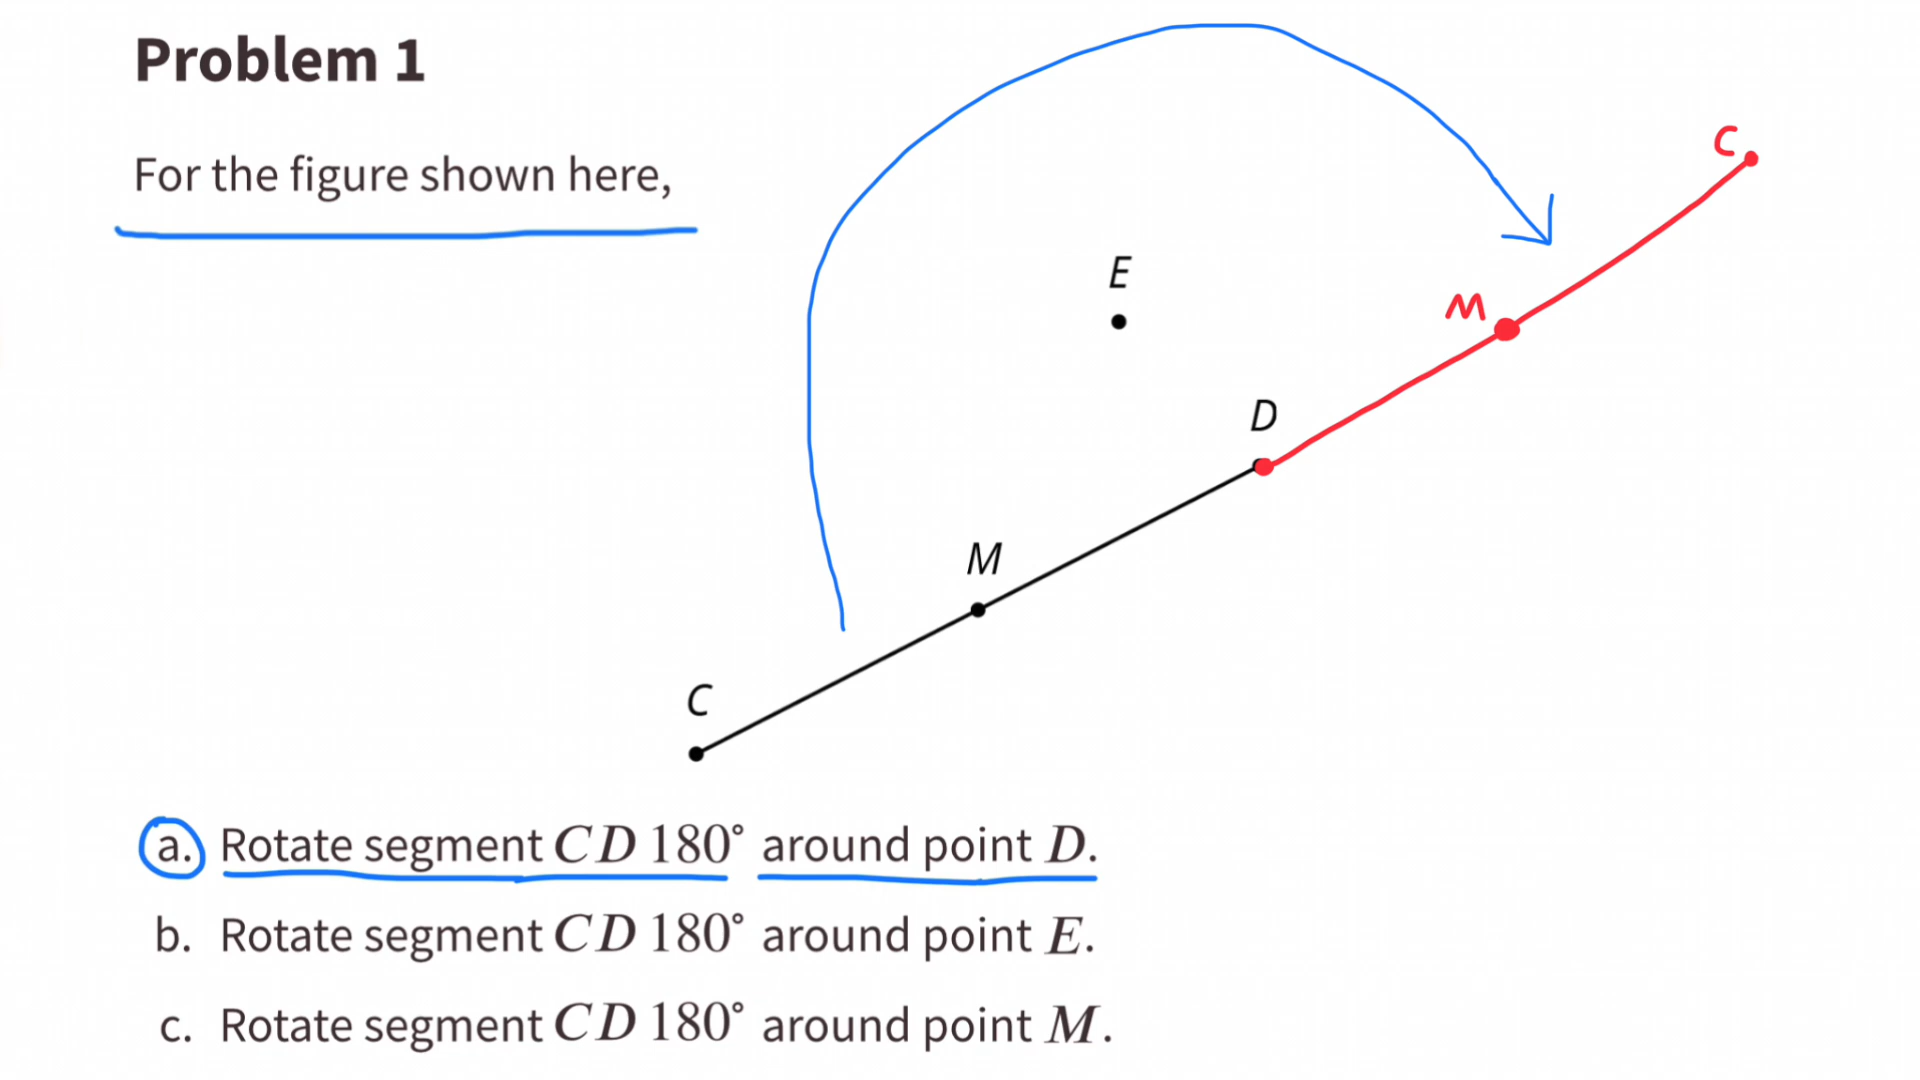 Problem 1
For the figure shown here,
C
E
M
D
M
C
a. Rotate segment CD 180° around point D.
b. Rotate segment CD 180° around point E.
c. Rotate segment CD 180° around point M.